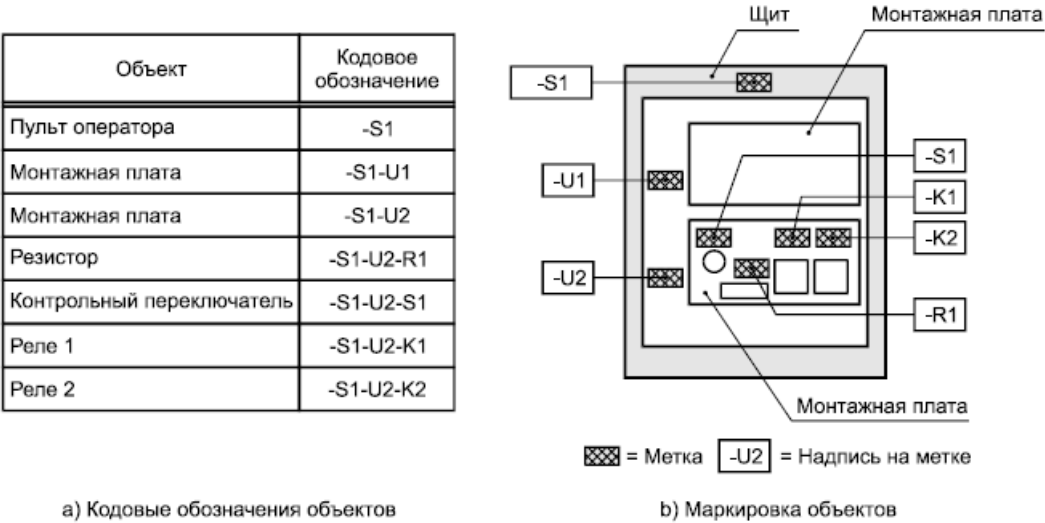 Объект
Кодовое
обозначение
Пульт оператора
-S1
Монтажная плата
-S1-U1
Монтажная плата
-S1-U2
Резистор
-S1-U2-R1
Контрольный переключатель
-S1-U2-S1
Реле 1
-S1-U2-K1
Реле 2
-S1-U2-K2
а) Кодовые обозначения объектов
Щит
Монтажная плата
-S1
-S1
-U1
-K1
-K2
-U2
-R1
Монтажная плата
= Метка
-U2
= Надпись на метке
b) Маркировка объектов